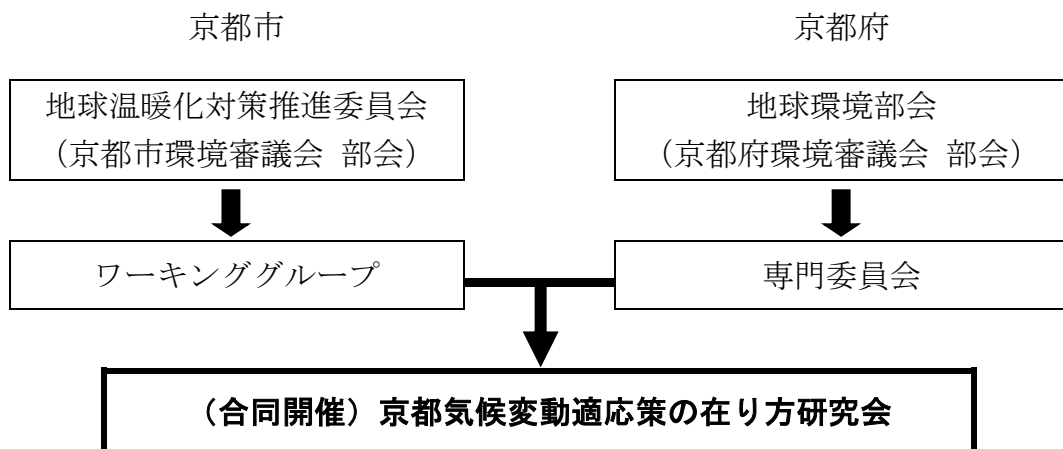 京都市
京都府
地球温暖化対策推進委員会
（京都市環境審議会 部会）
地球環境部会
（京都府環境審議会 部会）
ワーキンググループ
専門委員会
（合同開催）京都気候変動適応策の在り方研究会